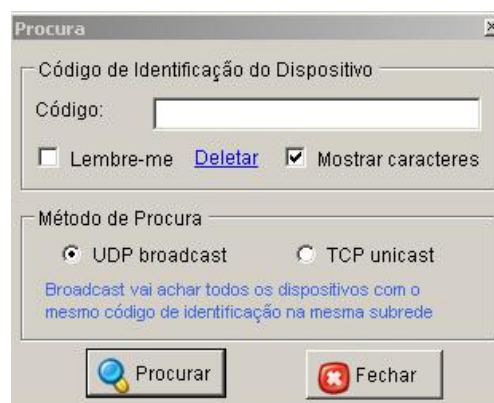 Procura
Código de Identificação do Dispositivo
Código:
Lembre-me Deletar Mostrar caracteres
Método de Procura
UDP broadcast TCP unicast
Broadcast vai achar todos os dispositivos com o
mesmo código de identificação na mesma subrede
Procurar Fechar